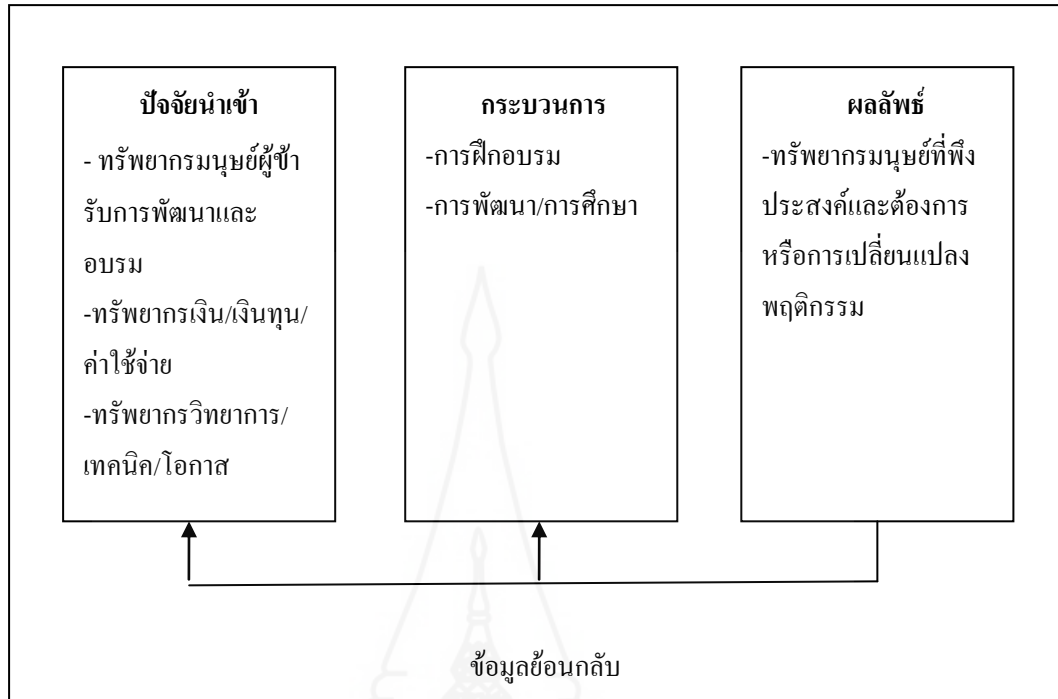 ปัจจัยนำเข้า
- ทรัพยากรมนุษย์ผู้ข้า
รับการพัฒนาและ
อบรม
-ทรัพยากรเงิน/เงินทุน/
ค่าใช้จ่าย
-ทรัพยากรวิทยาการ/
เทคนิค/โอกาส
กระบวนการ
-การฝึกอบรม
-การพัฒนา/การศึกษา
ผลลัพธ์
-ทรัพยากรมนุษย์ที่พึง
ประสงค์และต้องการ
หรือการเปลี่ยนแปลง
พฤติกรรม
ข้อมูลย้อนกลับ